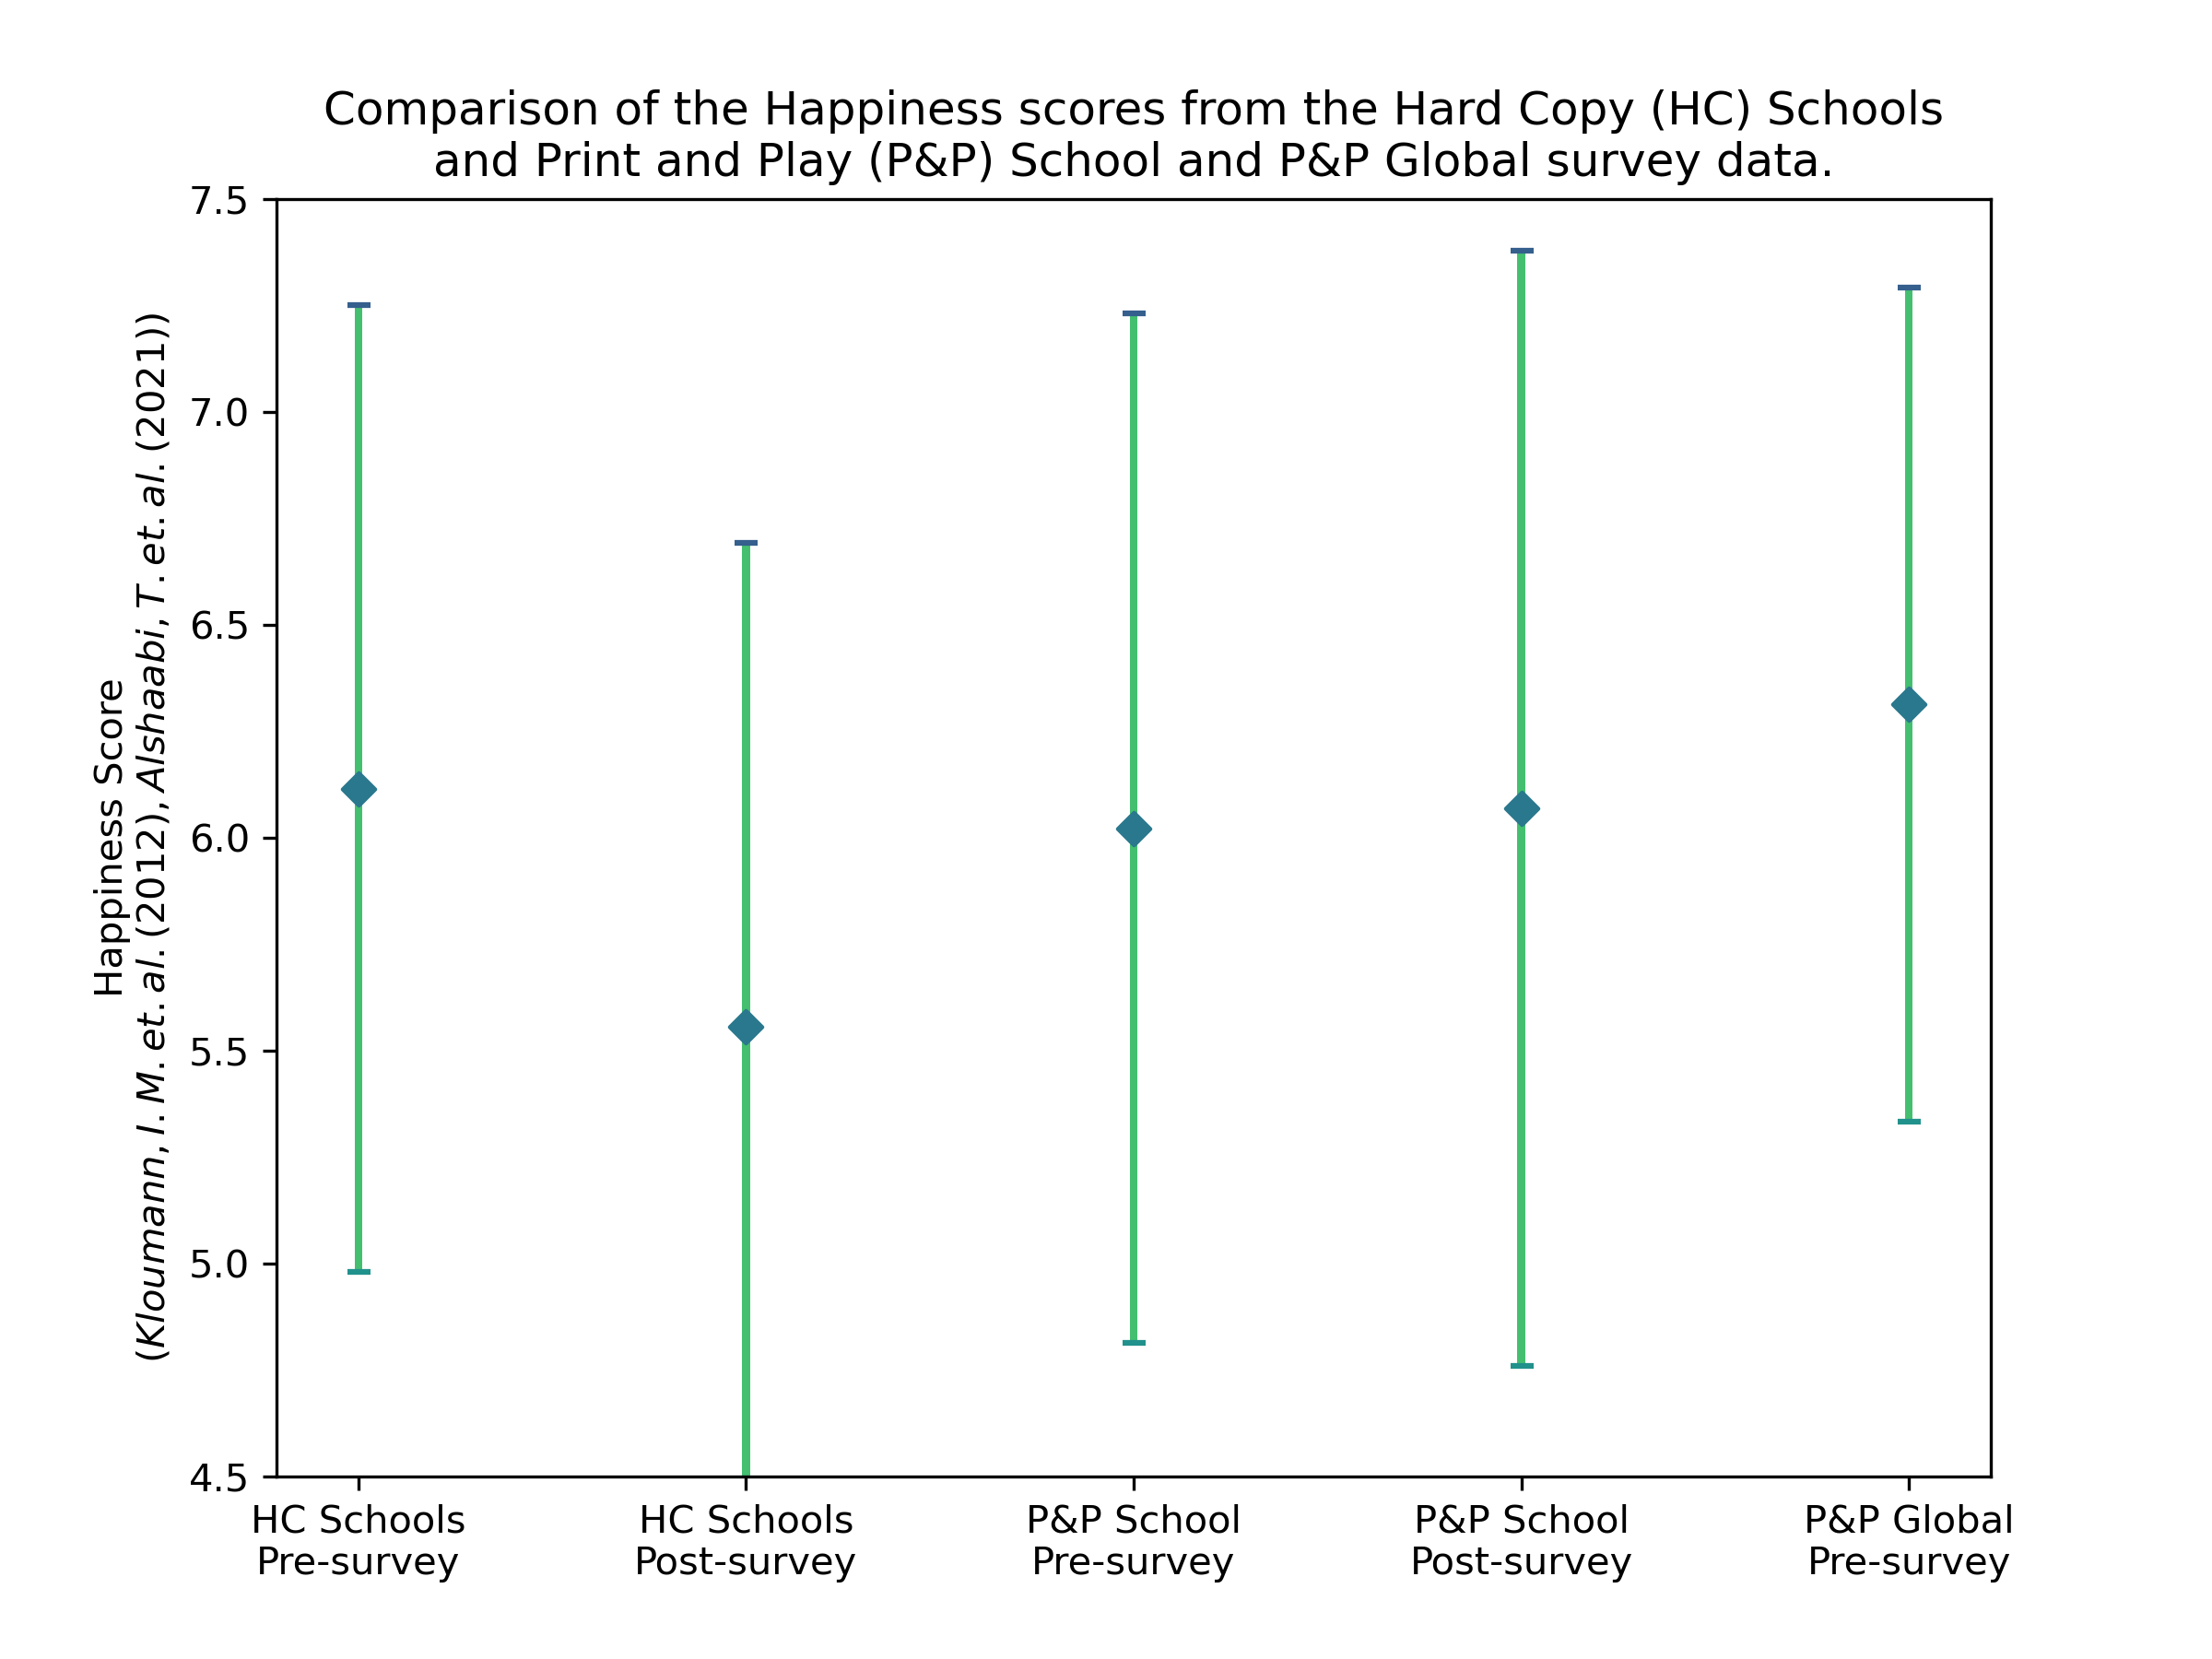 Comparison of the Happiness scores from the Hard Copy (HC) Schools
and Print and Play (P&P) School and P&P Global survey data.
Happiness Score
(Kloumann, I. M. et. al. (2012), Alshaabi, T. et. al. (2021))
7.5
7.0
6.5
6.0
5.5
5.0
4.5
HC Schools
Pre-survey
HC Schools
Post-survey
P&P School
Pre-survey
P&P School
Post-survey
P&P Global
Pre-survey